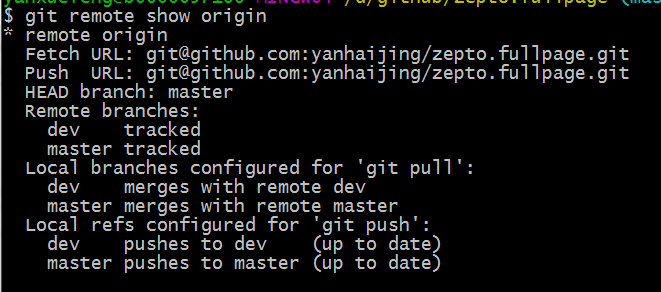 $ git remote show origin
* remote origin
  Fetch URL: git@github.com:yanhaijing/zepto.fullpage.git
  Push  URL: git@github.com:yanhaijing/zepto.fullpage.git
  HEAD branch: master
  Remote branches:
    dev    tracked
    master tracked
  Local branches configured for 'git pull':
    dev    merges with remote dev
    master merges with remote master
  Local refs configured for 'git push':
    dev    pushes to dev    (up to date)
    master pushes to master (up to date)